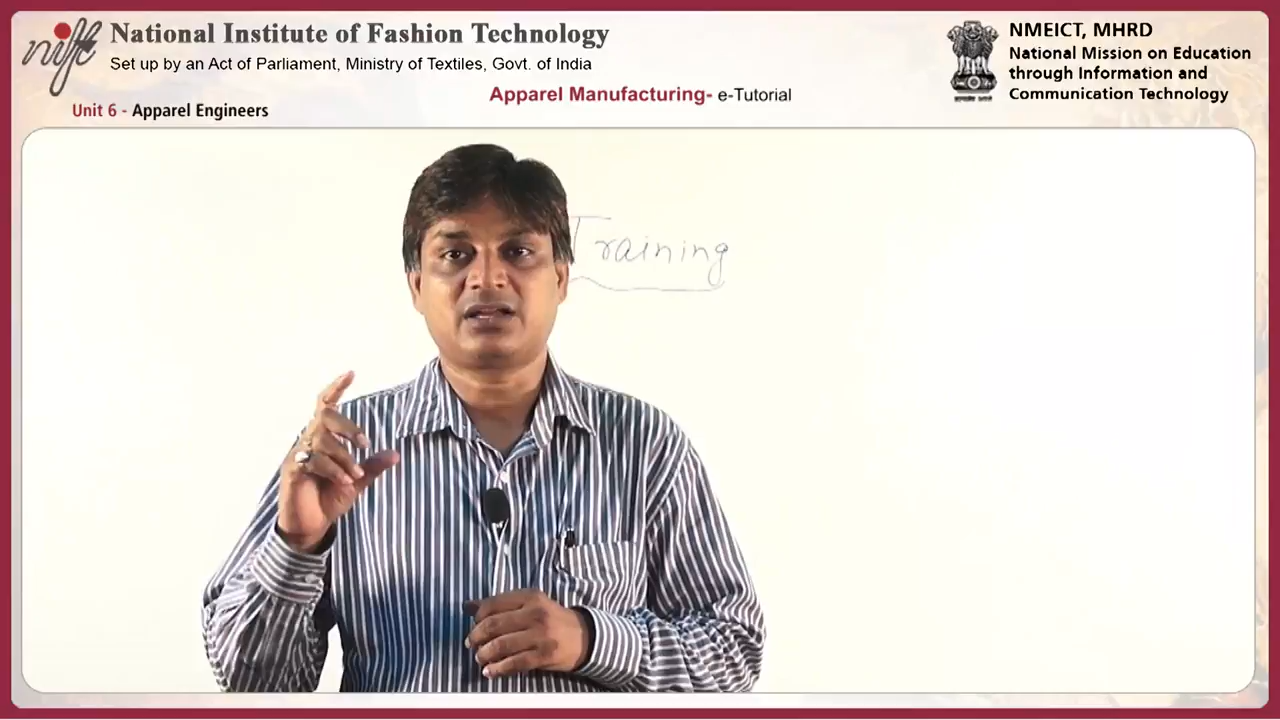 nift
National Institute of Fashion Technology
Set up by an Act of Parliament, Ministry of Textiles, Govt. of India
Unit 6 - Apparel Engineers
Apparel Manufacturing- e-Tutorial
NMEICT, MHRD
National Mission on Education
through Information and
Communication Technology
Training